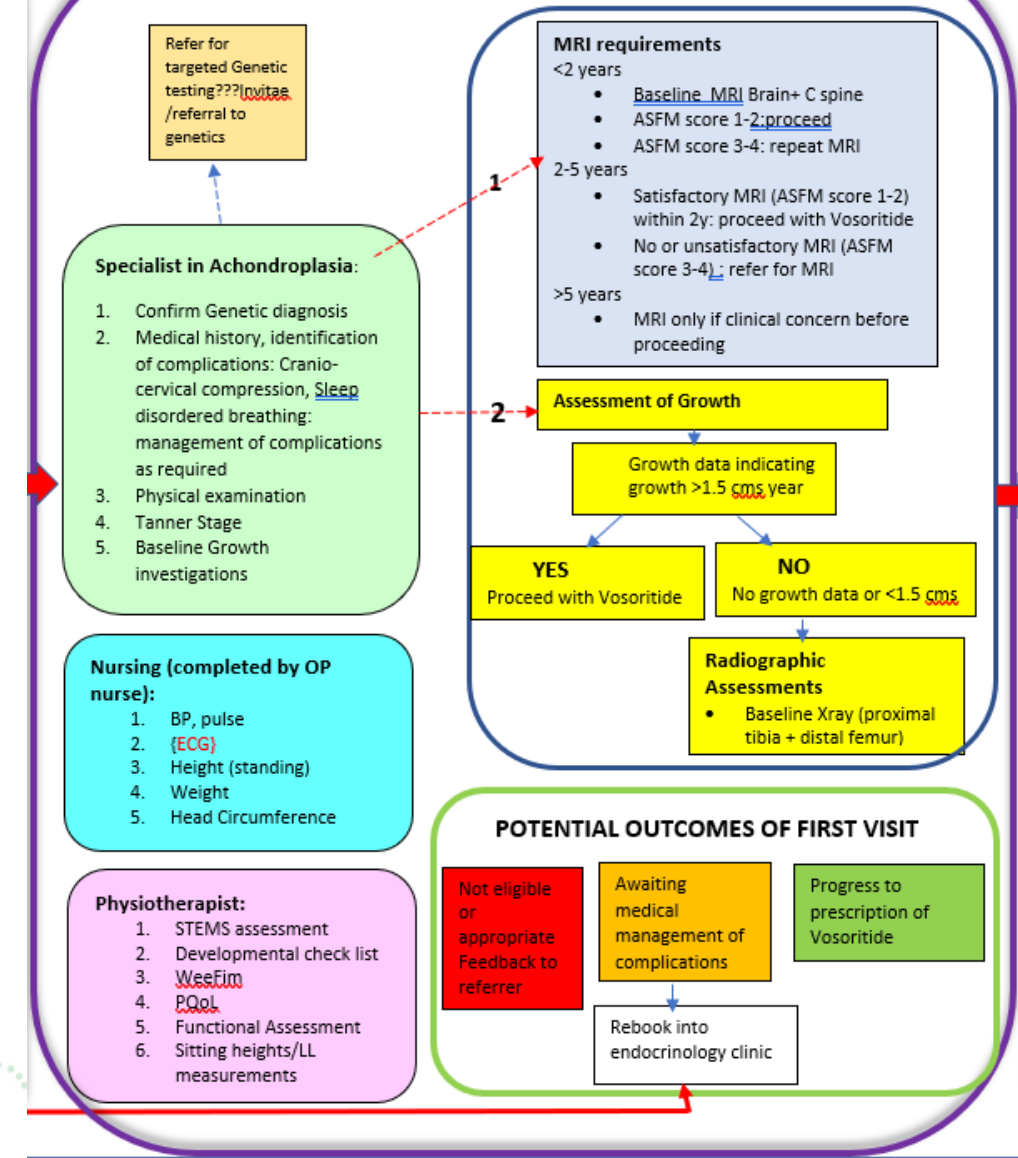 Refer for
targeted Genetic
testing???Invitae
/referral to
genetics
Specialist in Achondroplasia:
1. Confirm Genetic diagnosis
2. Medical history, identification
of complications: Cranio-
cervical compression, Sleep
disordered breathing:
management of complications
as required
3. Physical examination
4. Tanner Stage
5. Baseline Growth
investigations
Nursing (completed by OP
nurse):
1. BP, pulse
2. {ECG}
3. Height (standing)
4. Weight
5. Head Circumference
Physiotherapist:
1. STEMS assessment
2. Developmental check list
3. WeeFim
4. PQoL
5. Functional Assessment
6. Sitting heights/LL
measurements
1
MRI requirements
<2 years
• Baseline MRI Brain+ C spine
• ASFM score 1-2:proceed
• ASFM score 3-4: repeat MRI
2-5 years
• Satisfactory MRI (ASFM score 1-2)
within 2y: proceed with Vosoritide
• No or unsatisfactory MRI (ASFM
score 3-4) : refer for MRI
>5 years
• MRI only if clinical concern before
proceeding
2
Assessment of Growth
Growth data indicating
growth >1.5 cms year
YES
Proceed with Vosoritide
NO
No growth data or <1.5 cms
Radiographic
Assessments
• Baseline Xray (proximal
tibia + distal femur)
POTENTIAL OUTCOMES OF FIRST VISIT
Not eligible
or
appropriate
Feedback to
referrer
Awaiting
medical
management of
complications
Rebook into
endocrinology clinic
Progress to
prescription of
Vosoritide